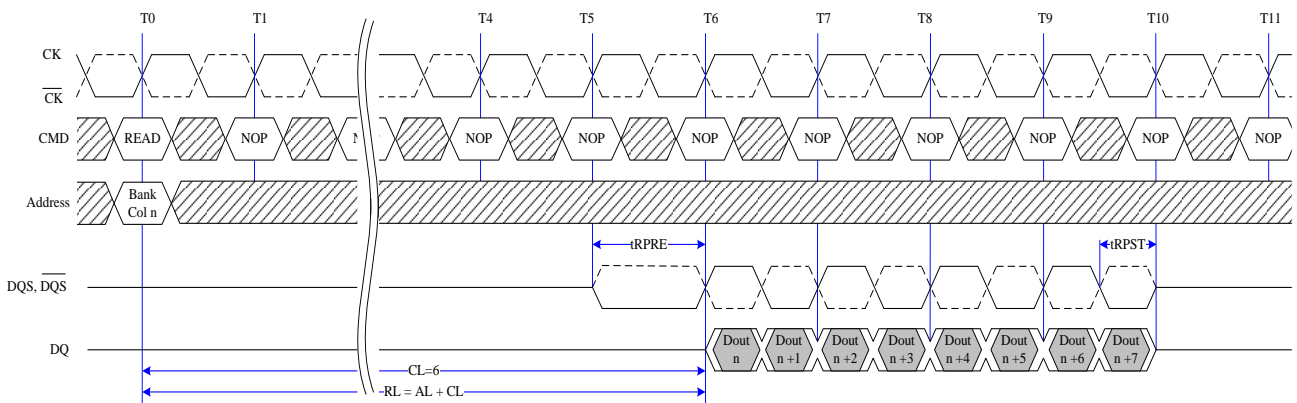 T0 T1 T4 T5 T6 T7 T8 T9 T10 T11
CK
CK
CMD READ NOP NOP NOP NOP NOP NOP NOP NOP NOP
Address Bank
Col n
tRPRE tRPST
DQS, DQS
DQ Dout Dout Dout Dout Dout Dout Dout Dout
n n +1 n +2 n +3 n +4 n +5 n +6 n +7
CL=6
RL = AL + CL